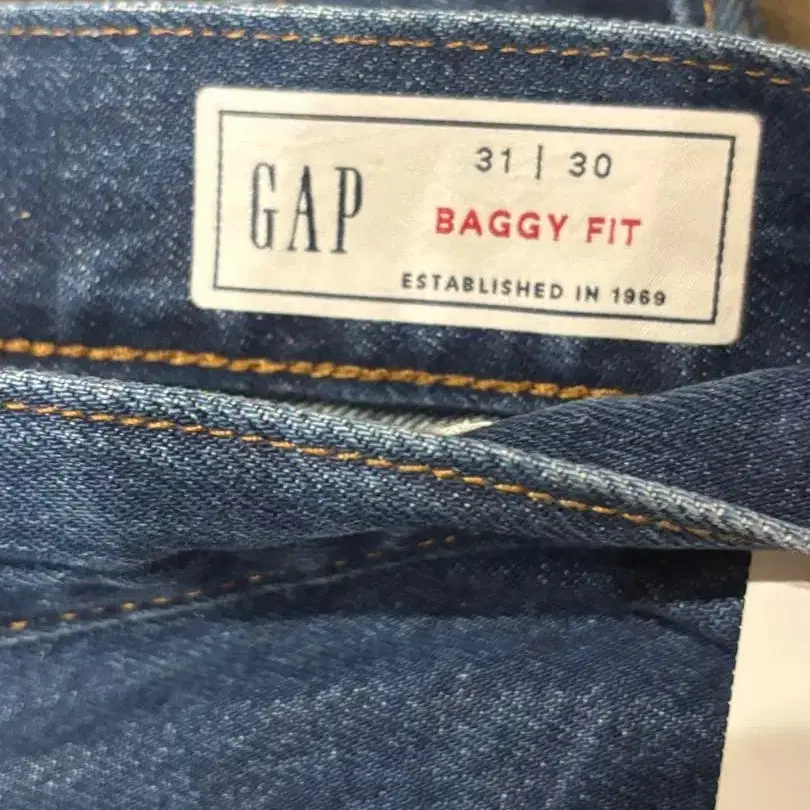 GAP
31 | 30
BAGGY FIT
ESTABLISHED IN 1969